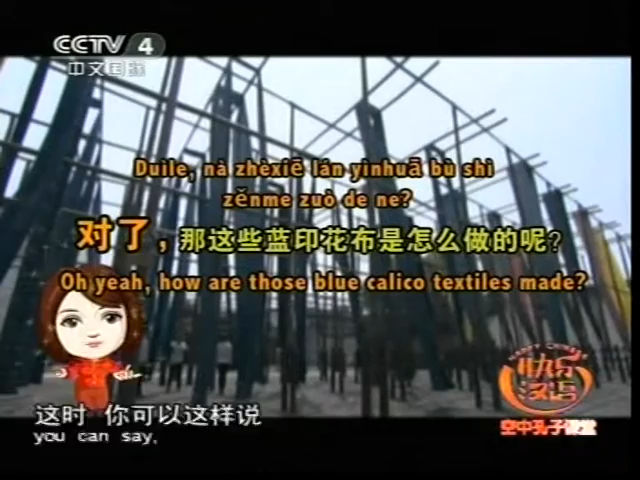 CCTV 4
中文国际
Duìle, nà zhèxiē lán yìnhuā bù shì
zěnme zuò de ne?
对了，那这些蓝印花布是怎么做的呢？
Oh yeah, how are those blue calico textiles made?
HAPPY CHINESE
快乐
汉语
空中孔子课堂
这时 你可以这样说
you can say,